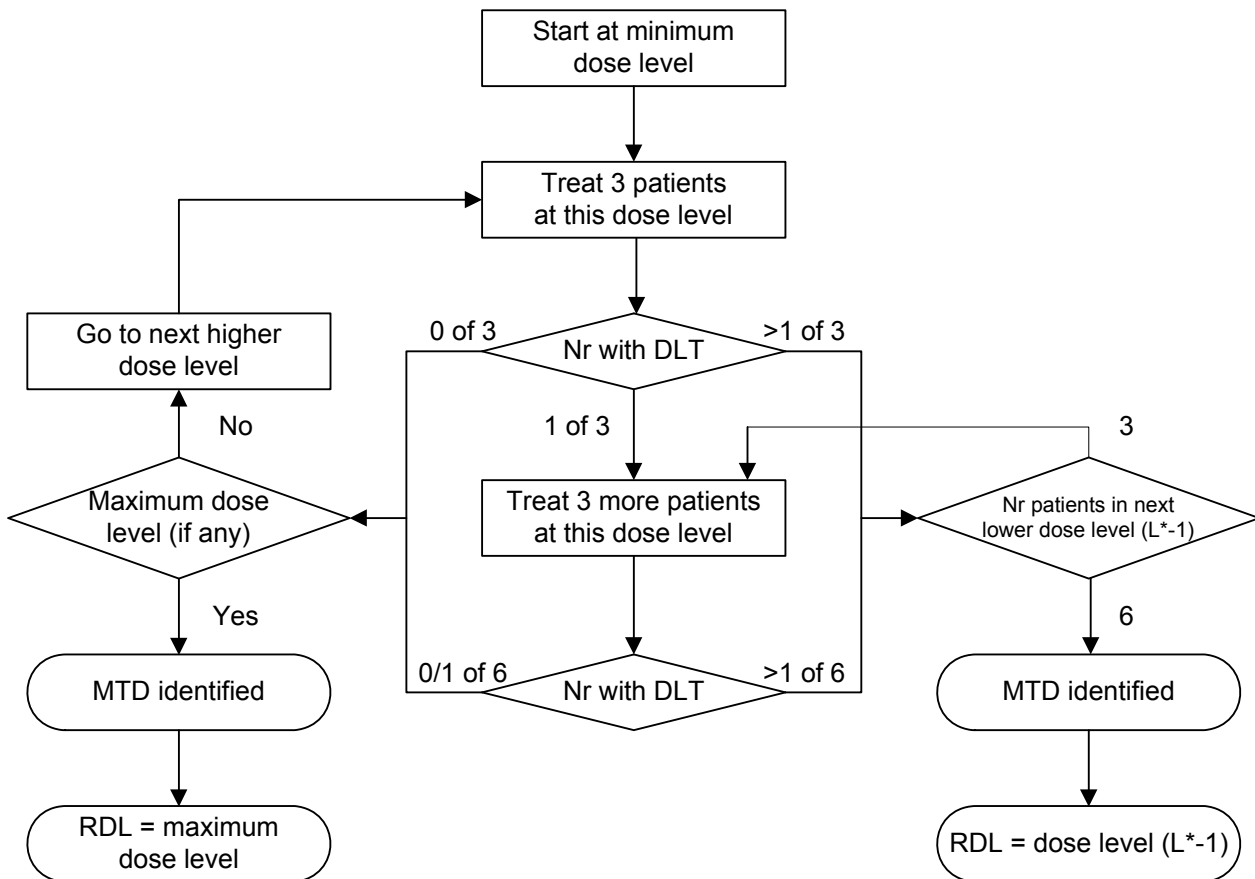 Start at minimum
dose level
Treat 3 patients
at this dose level
Go to next higher
dose level
0 of 3
>1 of 3
Nr with DLT
No
1 of 3
3
Maximum dose
level (if any)
Treat 3 more patients
at this dose level
Nr patients in next
lower dose level (L*-1)
Yes
6
0/1 of 6
>1 of 6
MTD identified
Nr with DLT
MTD identified
RDL = maximum
dose level
RDL = dose level (L*-1)